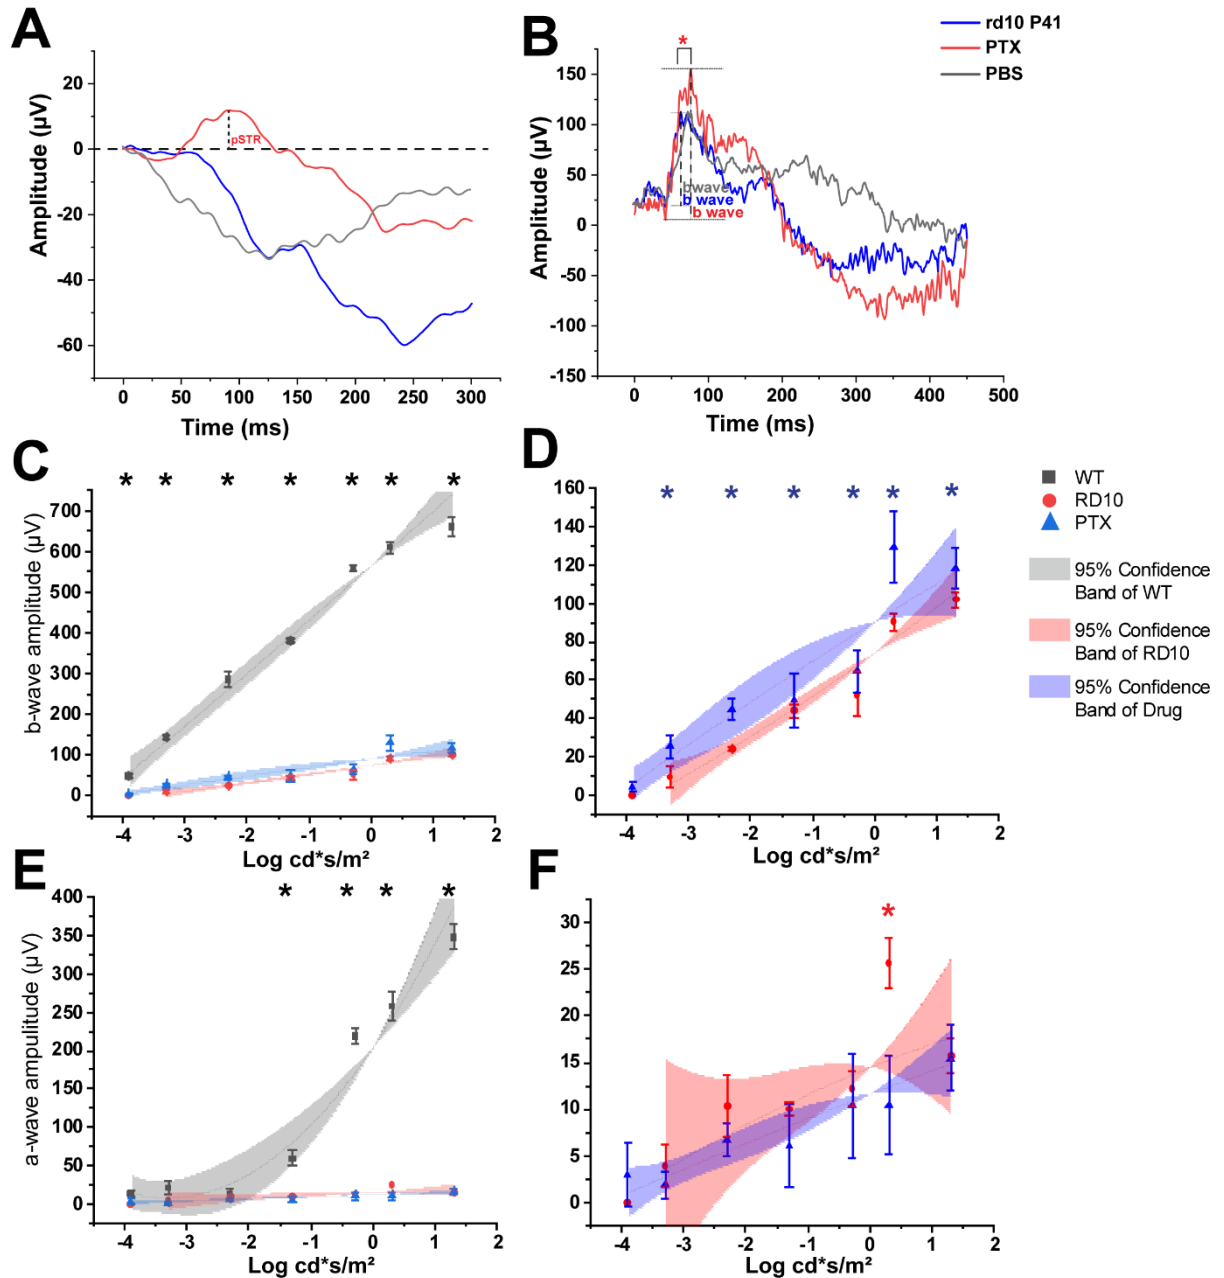 A
Amplitude (µV)
20
0
-20
-40
-60
pSTR
0
50
100
150
200
250
300
Time (ms)
B
rd10 P41
PTX
PBS
Amplitude (µV)
150
100
50
0
-50
-100
-150
*
bwave
b wave
b wave
0
100
200
300
400
500
Time (ms)
C
* * * * * * *
b-wave amplitude (µV)
700
600
500
400
300
200
100
0
-4
-3
-2
-1
0
1
2
Log cd*s/m²
D
* * * * * *
160
140
120
100
80
60
40
20
0
-4
-3
-2
-1
0
1
2
Log cd*s/m²
WT
RD10
PTX
95% Confidence
Band of WT
95% Confidence
Band of RD10
95% Confidence
Band of Drug
E
* * * *
a-wave ampulitude (µV)
400
350
300
250
200
150
100
50
0
-4
-3
-2
-1
0
1
2
Log cd*s/m²
F
*
30
25
20
15
10
5
0
-4
-3
-2
-1
0
1
2
Log cd*s/m²